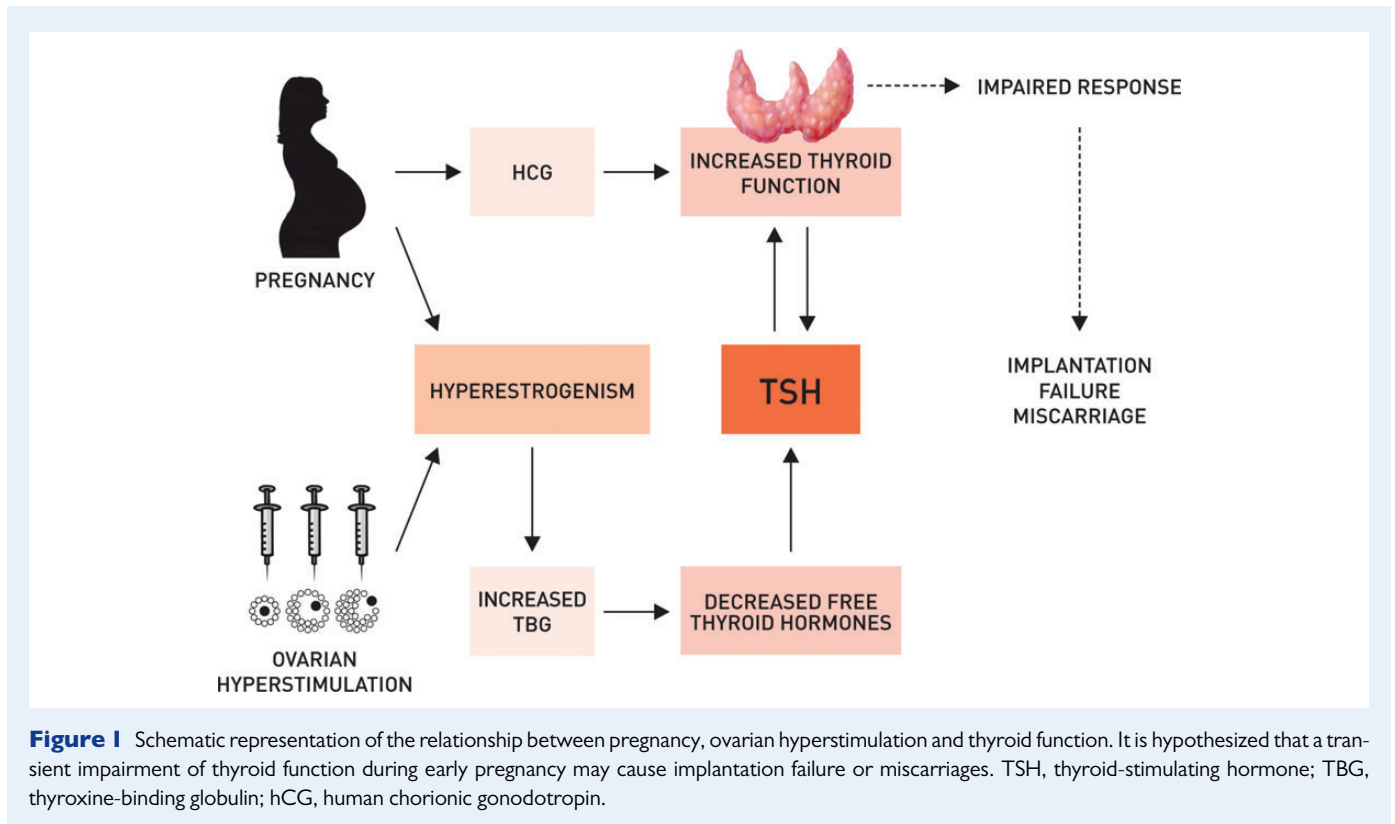 IMPAIRED RESPONSE
INCREASED THYROID
FUNCTION
HCG
PREGNANCY
HYPERESTROGENISM
TSH
IMPLANTATION
FAILURE
MISCARRIAGE
INCREASED
TBG
DECREASED FREE
THYROID HORMONES
OVARIAN
HYPERSTIMULATION
Figure 1 Schematic representation of the relationship between pregnancy, ovarian hyperstimulation and thyroid function. It is hypothesized that a tran-
sient impairment of thyroid function during early pregnancy may cause implantation failure or miscarriages. TSH, thyroid-stimulating hormone; TBG,
thyroxine-binding globulin; hCG, human chorionic gonodotropin.